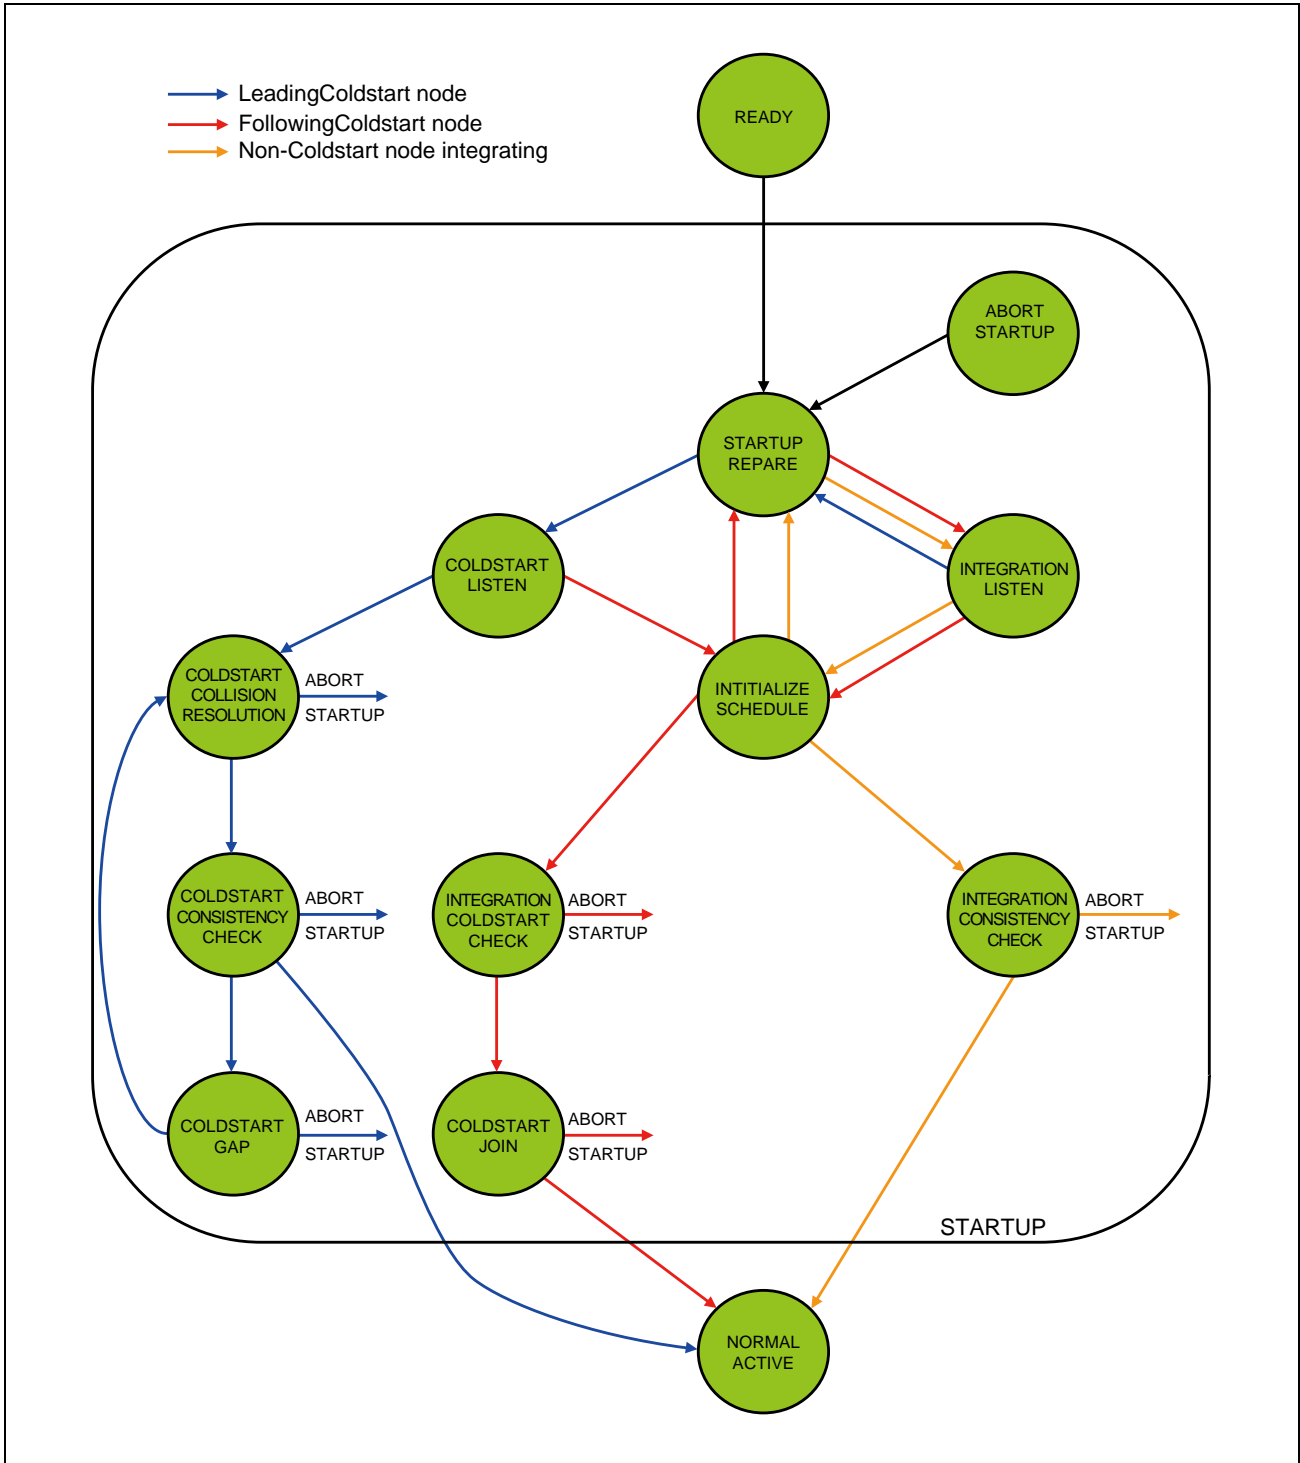 LeadingColdstart node
FollowingColdstart node
Non-Coldstart node integrating
READY
ABORT
STARTUP
STARTUP
REPARE
COLDSTART
LISTEN
INTEGRATION
LISTEN
COLDSTART
COLLISION
RESOLUTION
ABORT
STARTUP
INTITIALIZE
SCHEDULE
COLDSTART
CONSISTENCY
CHECK
ABORT
STARTUP
INTEGRATION
COLDSTART
CHECK
ABORT
STARTUP
INTEGRATION
CONSISTENCY
CHECK
ABORT
STARTUP
COLDSTART
GAP
ABORT
STARTUP
COLDSTART
JOIN
ABORT
STARTUP
STARTUP
NORMAL
ACTIVE